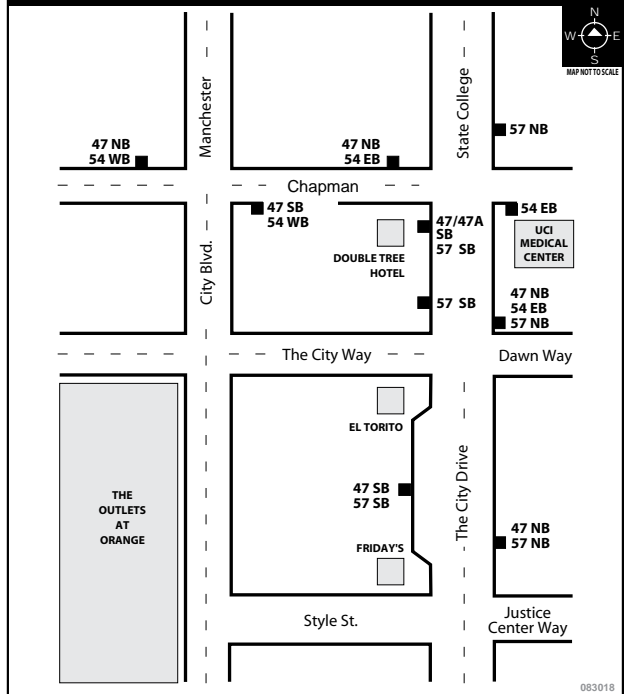 N
W E
S
MAP NOT TO SCALE
Manchester
State College
57 NB
47 NB
54 WB
47 NB
54 EB
Chapman
47 SB
54 WB
City Blvd.
DOUBLE TREE
HOTEL
47/47A
SB
57 SB
54 EB
UCI
MEDICAL
CENTER
57 SB
47 NB
54 EB
57 NB
The City Way
Dawn Way
EL TORITO
THE
OUTLETS
AT
ORANGE
47 SB
57 SB
The City Drive
47 NB
57 NB
FRIDAY'S
Style St.
Justice
Center Way
083018